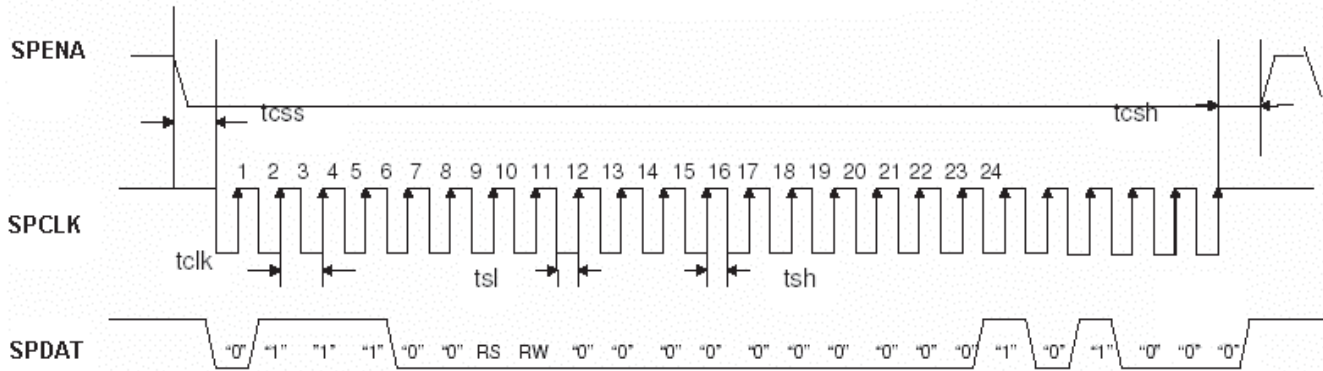 SPENA
tcss
tcsh
1 2 3 4 5 6 7 8 9 10 11 12 13 14 15 16 17 18 19 20 21 22 23 24
SPCLK
tclk
tsl
tsh
SPDAT
“0” “1” "1” “1” “0” “0” RS RW “0” “0” “0” “0” “0” “0” “0” “0” “0” “0” “1” “0” “1” “0” “0” “0”